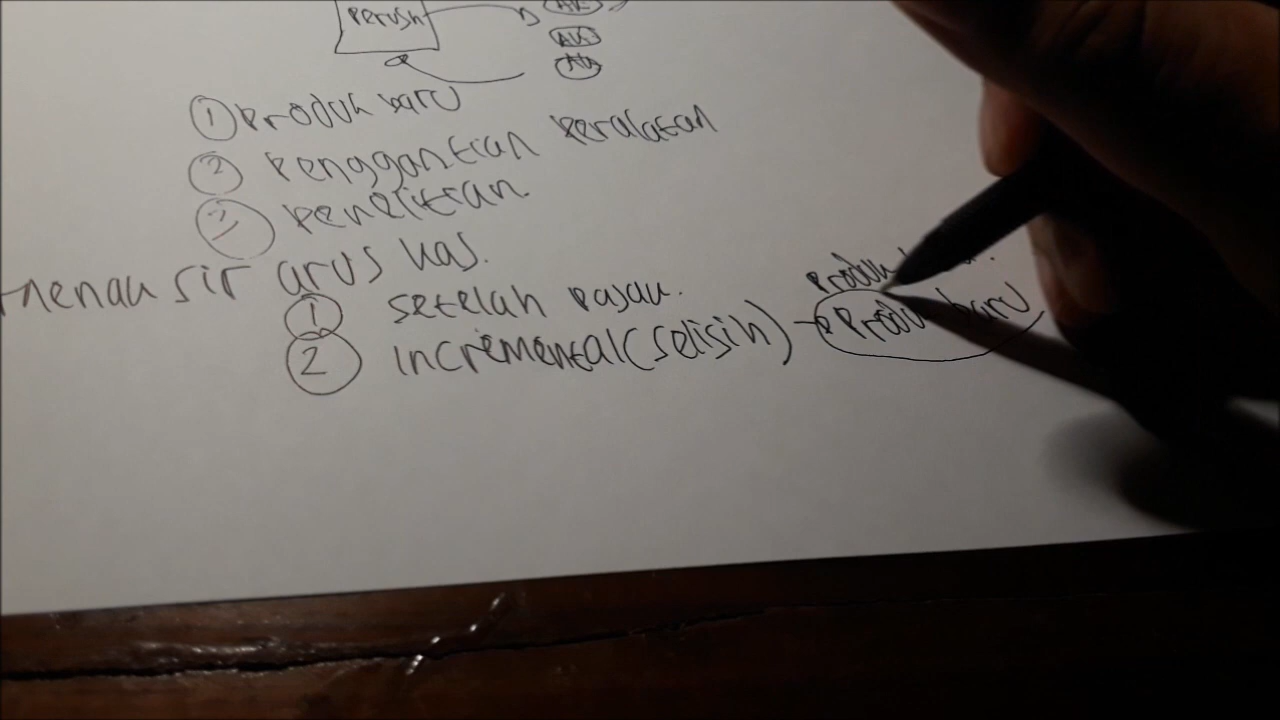 Perush
① Produk baru
② Penggantian Peralatan
③ Penelitian.
Menaksir arus kas.
① Setelah Pajak.
Produk
② Incremental (Selisih) → Produk baru